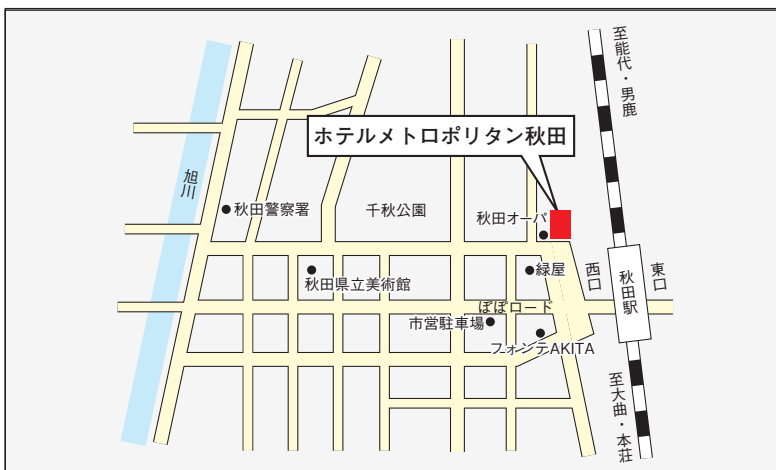 至能代・男鹿
ホテルメトロポリタン秋田
旭川
秋田警察署
千秋公園
秋田オーパ
秋田県立美術館
緑屋
西口
秋田駅
東口
ぽぽロード
市営駐車場
フォンテAKITA
至大曲・本荘